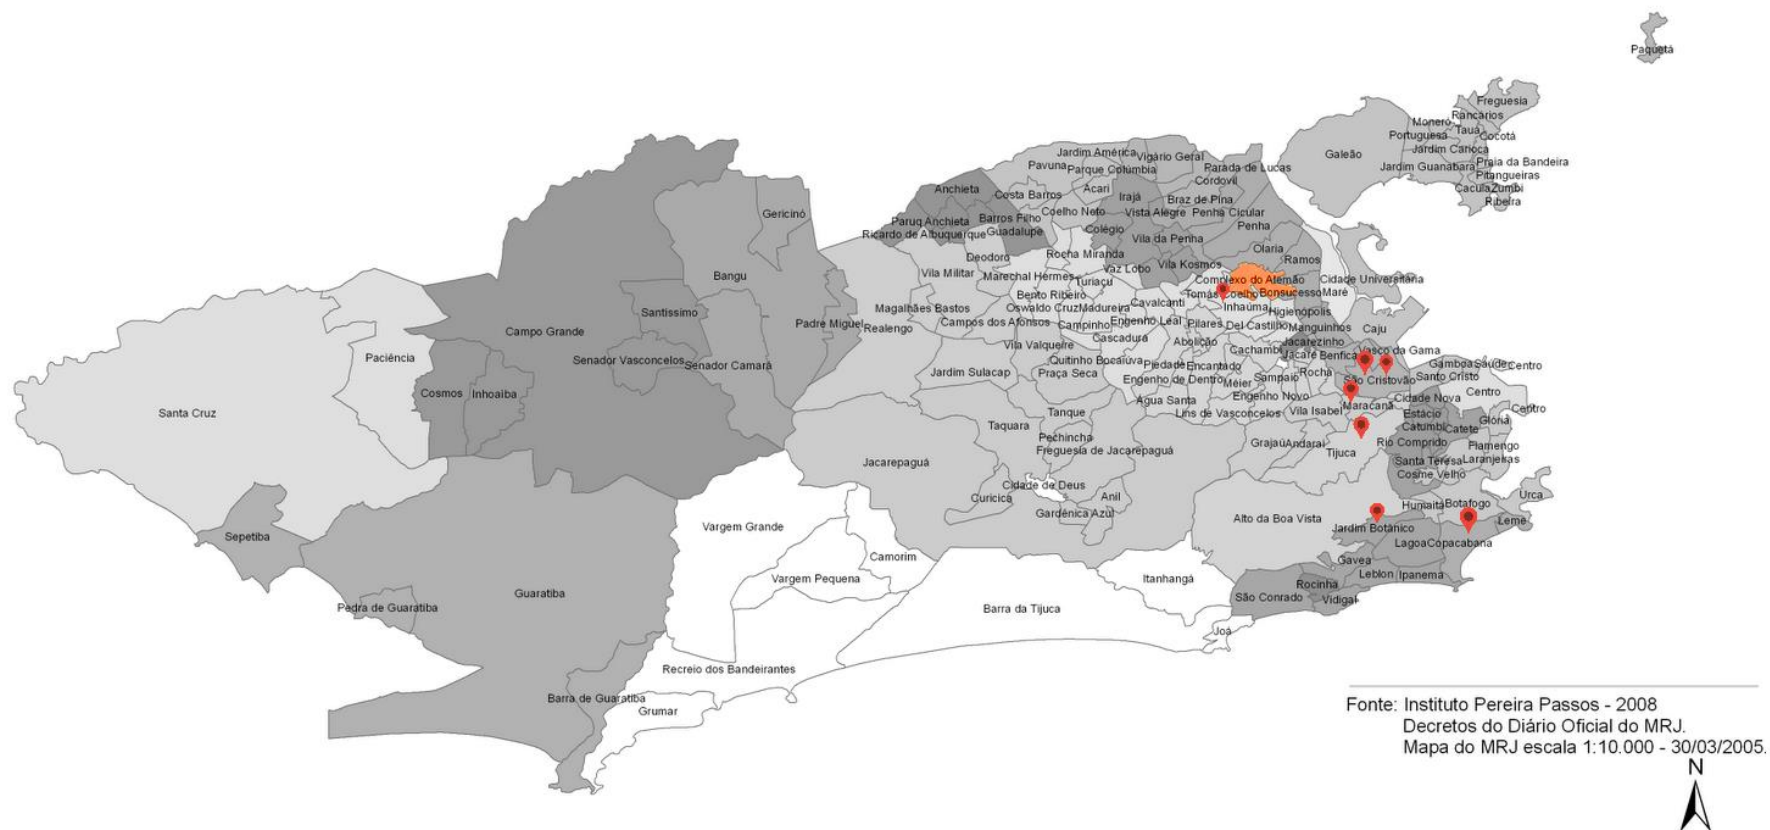 Paquetá
Freguesia
Rancários
Moneró
Tauá
Portuguesa
Cocotá
Jardim Carioca
Galeão
Praia da Bandeira
Jardim Guanabara
Pitangueiras
Cacuia
Zumbi
Ribeira
Jardim América
Vigário Geral
Pavuna
Parque Columbia
Parada de Lucas
Cordovil
Anchieta
Acari
Costa Barros
Irajá
Braz de Pina
Gericinó
Coelho Neto
Vista Alegre
Penha Cicular
Paruq Anchieta
Barros Filho
Penha
Ricardo de Albuquerque
Guadalupe
Colégio
Vila da Penha
Olaria
Deodoro
Rocha Miranda
Ramos
Vaz Lobo
Vila Kosmos
Bangu
Vila Militar
Marechal Hermes
Turiaçu
Complexo do Alemão
Cidade Universitária
Bento Ribeiro
Tomás Coelho
Bonsucesso
Maré
Magalhães Bastos
Oswaldo Cruz
Madureira
Cavalcanti
Inhaúma
Higienópolis
Santissimo
Padre Miguel
Realengo
Campos dos Afonsos
Campinho
Engenho Leal
Pilares
Del Castilho
Manguinhos
Caju
Campo Grande
Cascadura
Abolição
Jacarezinho
Vila Valqueire
Cachambi
Jacaré
Benfica
Vasco da Gama
Paciência
Senador Vasconcelos
Senador Camará
Quitinho Bocaiúva
Piedade
Encantado
Gamboa
Saúde
Centro
Jardim Sulacap
Praça Seca
Engenho de Dentro
Méier
Sampaio
Rocha
São Cristovão
Santo Cristo
Cosmos
Inhoaiba
Água Santa
Engenho Novo
Centro
Cidade Nova
Santa Cruz
Tanque
Lins de Vasconcelos
Vila Isabel
Maracanã
Estácio
Centro
Taquara
Catumbi
Catete
Glória
Pechincha
Grajaú
Andaraí
Rio Comprido
Flamengo
Freguesia de Jacarepaguá
Tijuca
Jacarepaguá
Santa Teresa
Laranjeiras
Cosme Velho
Cidade de Deus
Curicica
Anil
Urca
Humaitá
Botafogo
Gardênica Azul
Alto da Boa Vista
Leme
Vargem Grande
Jardim Botânico
Sepetiba
Lagoa
Copacabana
Camorim
Gavea
Vargem Pequena
Itanhangá
Leblon
Ipanema
Rocinha
Guaratiba
São Conrado
Vidigal
Pedra de Guaratiba
Barra da Tijuca
Joá
Recreio dos Bandeirantes
Barra de Guaratiba
Grumar
Fonte: Instituto Pereira Passos - 2008
Decretos do Diário Oficial do MRJ.
Mapa do MRJ escala 1:10.000 - 30/03/2005.
N